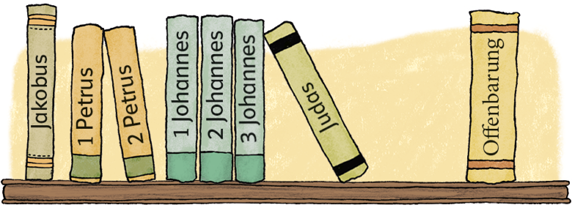 Jakobus
1 Petrus
2 Petrus
1 Johannes
2 Johannes
3 Johannes
Judas
Offenbarung